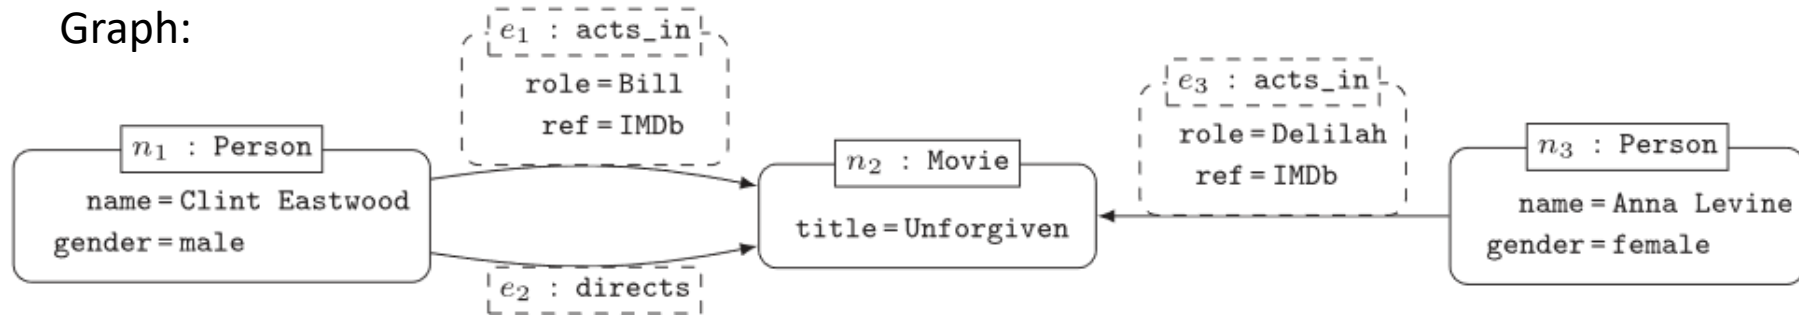 Graph:
e1 : acts_in
role = Bill
ref = IMDb
n1 : Person
name = Clint Eastwood
gender = male
e2 : directs
n2 : Movie
title = Unforgiven
e3 : acts_in
role = Delilah
ref = IMDb
n3 : Person
name = Anna Levine
gender = female